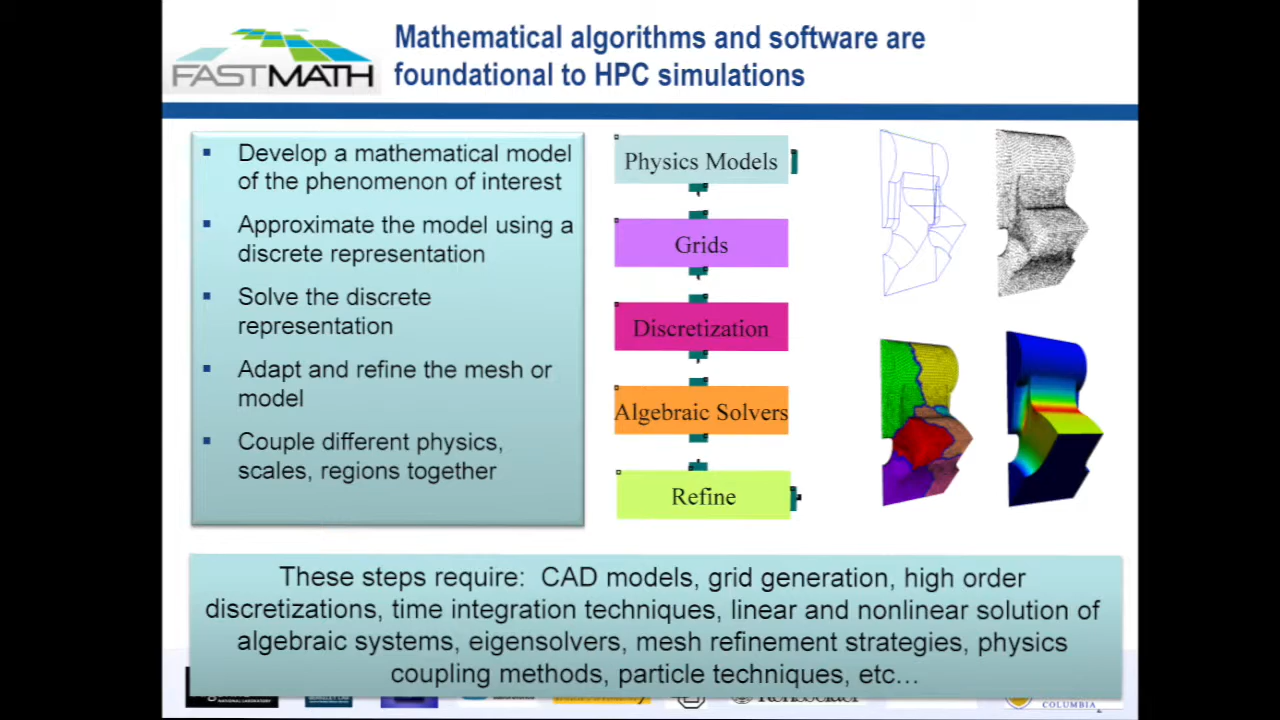 FASTMATH
Mathematical algorithms and software are
foundational to HPC simulations
▪ Develop a mathematical model
of the phenomenon of interest
▪ Approximate the model using a
discrete representation
▪ Solve the discrete
representation
▪ Adapt and refine the mesh or
model
▪ Couple different physics,
scales, regions together
Physics Models
Grids
Discretization
Algebraic Solvers
Refine
These steps require: CAD models, grid generation, high order
discretizations, time integration techniques, linear and nonlinear solution of
algebraic systems, eigensolvers, mesh refinement strategies, physics
coupling methods, particle techniques, etc…
NATIONAL LABORATORY
COLUMBIA